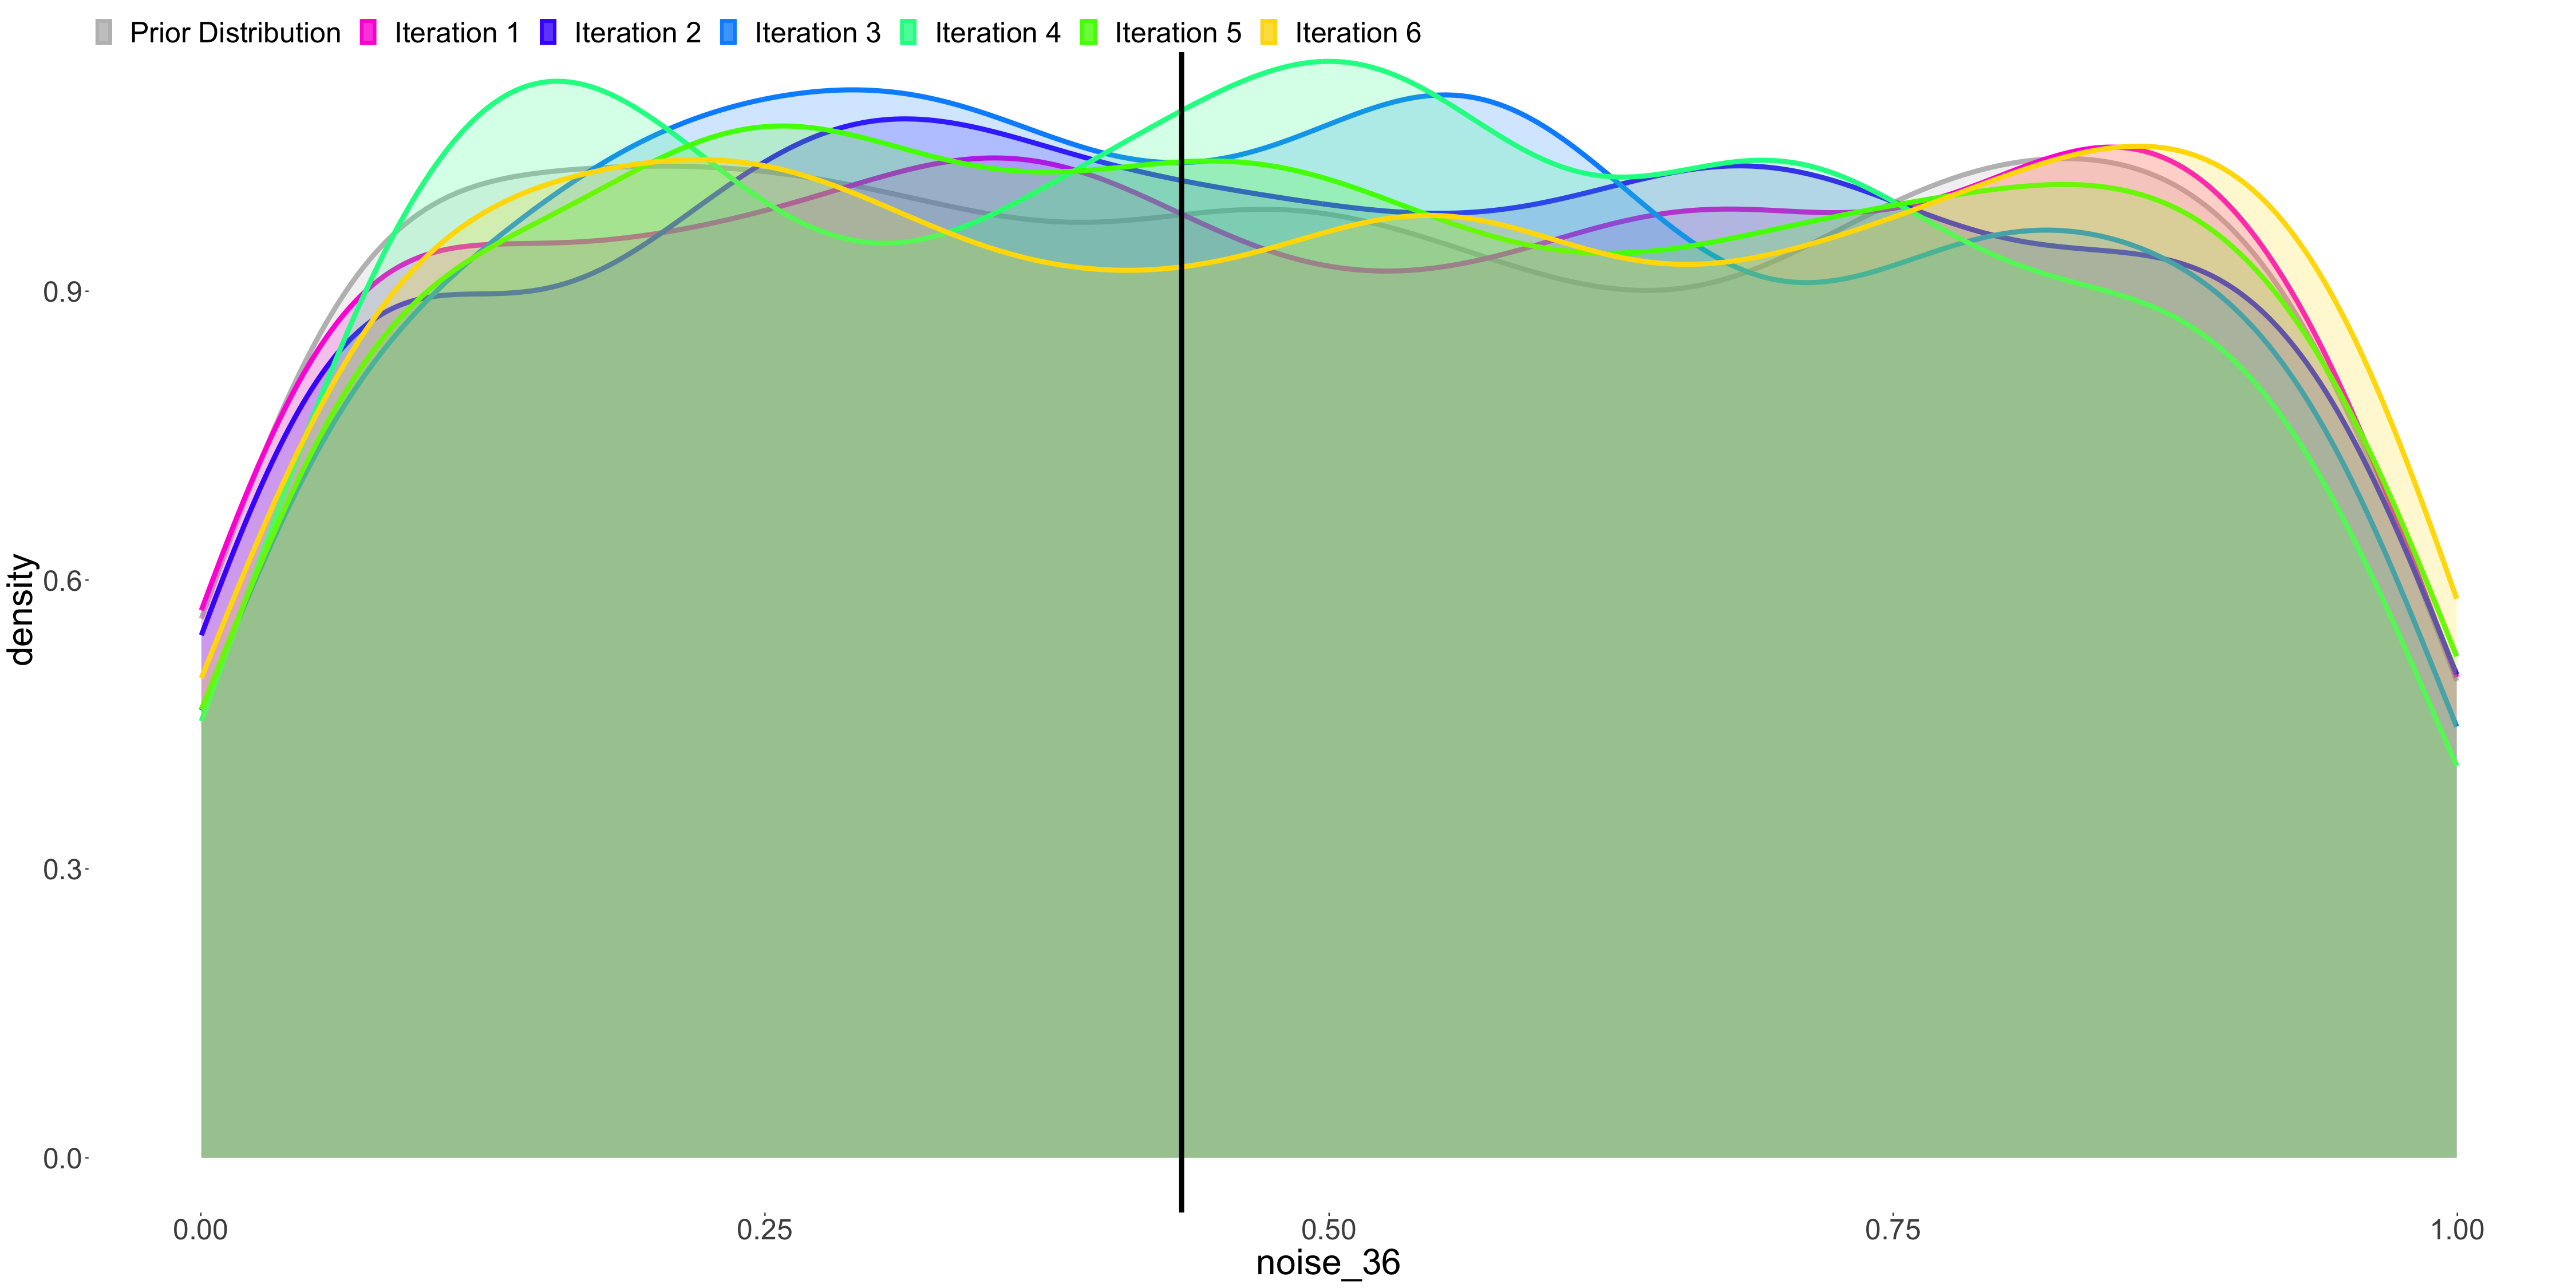 Prior Distribution Iteration 1 Iteration 2 Iteration 3 Iteration 4 Iteration 5 Iteration 6
density
0.9
0.6
0.3
0.0
0.00 0.25 0.50 0.75 1.00
noise_36